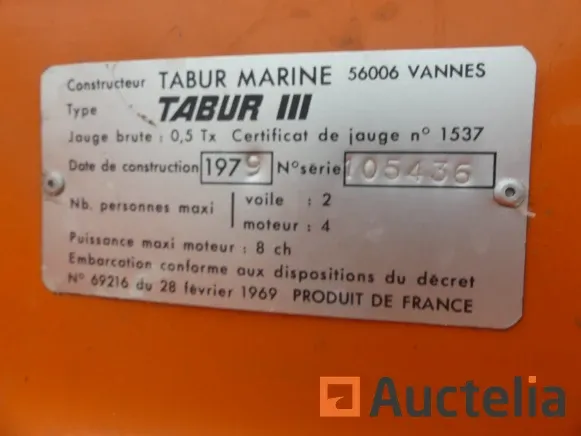 Constructeur TABUR MARINE 56006 VANNES
Type TABUR III
Jauge brute : 0,5 Tx Certificat de jauge n° 1537
Date de construction 1979 N° série 105436
Nb. personnes maxi voile : 2
moteur : 4
Puissance maxi moteur : 8 ch
Embarcation conforme aux dispositions du décret
N° 69216 du 28 février 1969 PRODUIT DE FRANCE
Auctelia